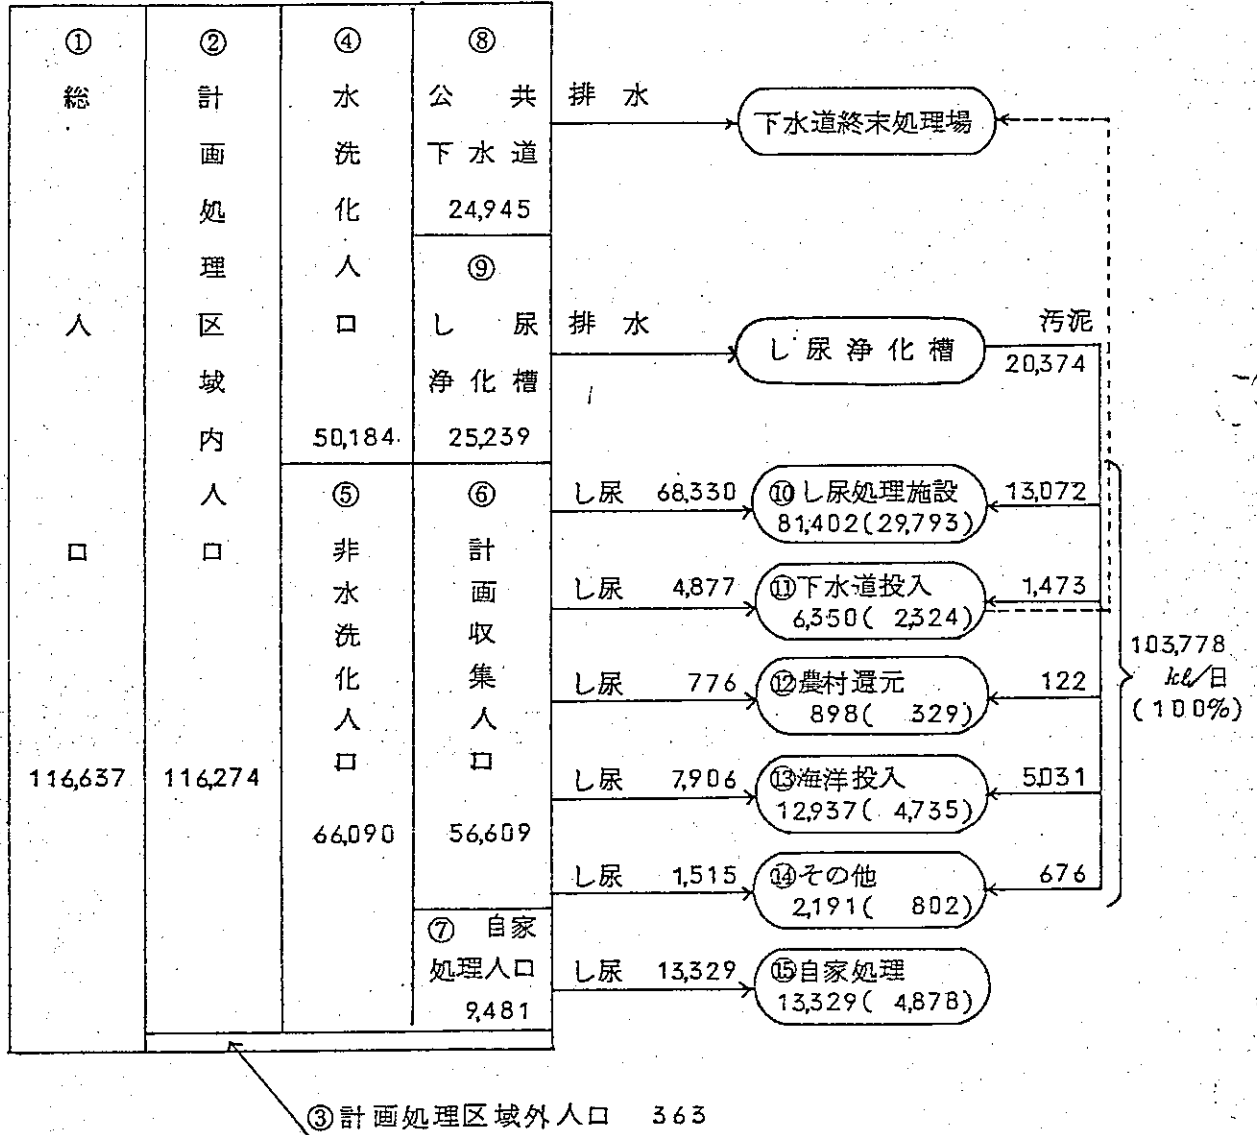 ① 総人口 116,637
② 計画処理区域内人口 116,274
④ 水洗化人口 50,184
⑧ 公共下水道 24,945
排水
下水道終末処理場
⑨ し尿浄化槽 25,239
排水
し尿浄化槽
汚泥
20,374
⑤ 非水洗化人口 66,090
⑥ 計画収集人口 56,609
し尿 68,330
⑩し尿処理施設
81,402(29,793)
13,072
し尿 4,877
⑪下水道投入
6,350( 2,324)
1,473
し尿 776
⑫農村還元
898( 329)
122
し尿 7,906
⑬海洋投入
12,937( 4,735)
5,031
し尿 1,515
⑭その他
2,191( 802)
676
103,778
kℓ/日
(100%)
⑦ 自家
処理人口
9,481
し尿 13,329
⑮自家処理
13,329( 4,878)
③計画処理区域外人口 363